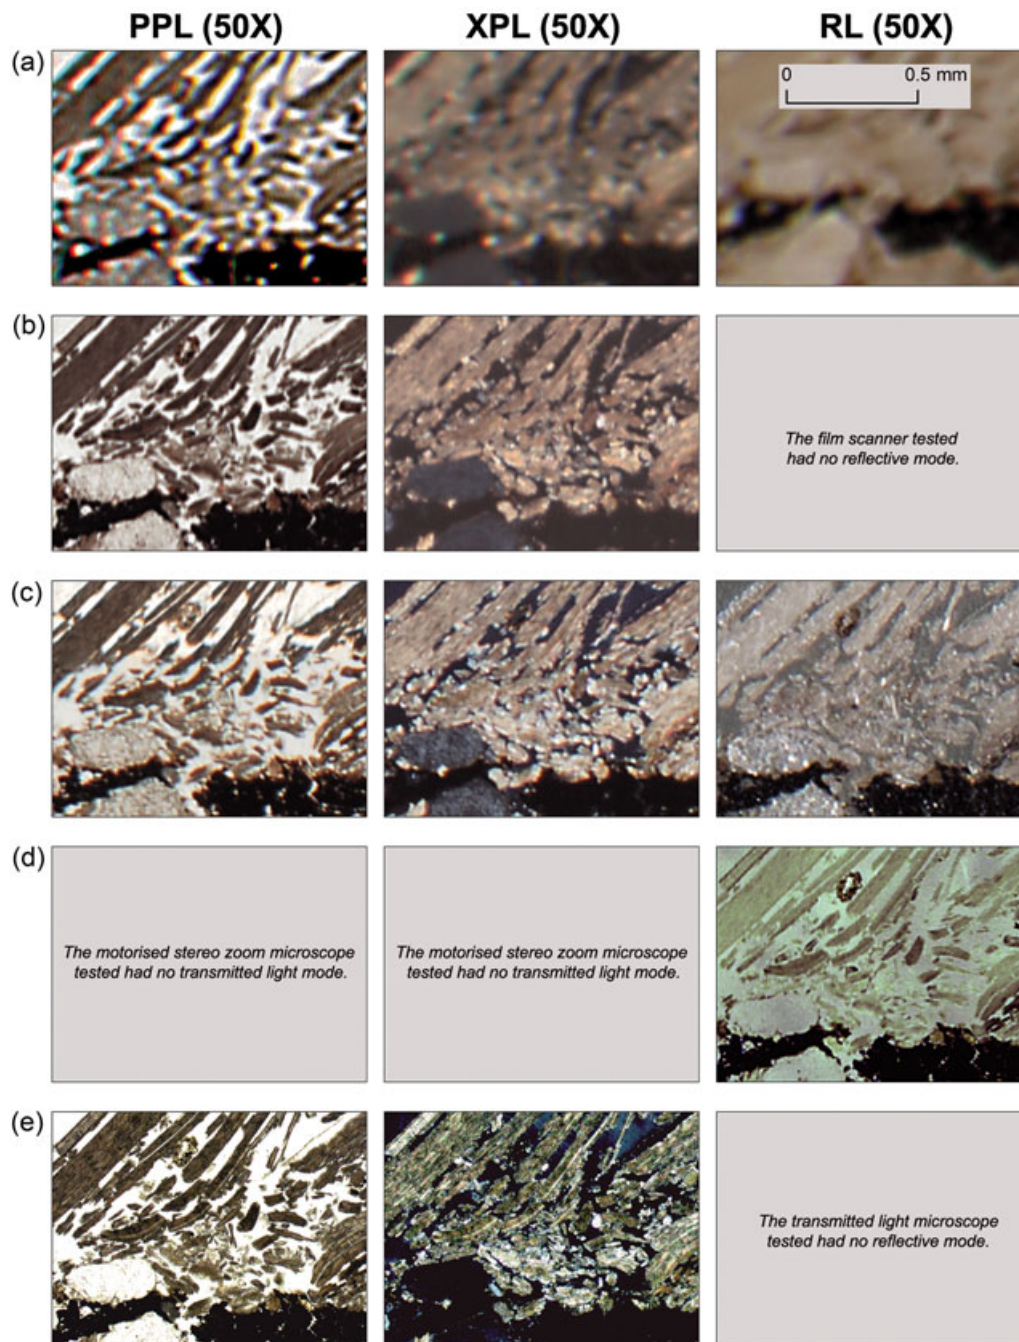 PPL (50X) XPL (50X) RL (50X)
(a)
0 0.5 mm
(b)
The film scanner tested
had no reflective mode.
(c)
(d)
The motorised stereo zoom microscope
tested had no transmitted light mode.
The motorised stereo zoom microscope
tested had no transmitted light mode.
(e)
The transmitted light microscope
tested had no reflective mode.